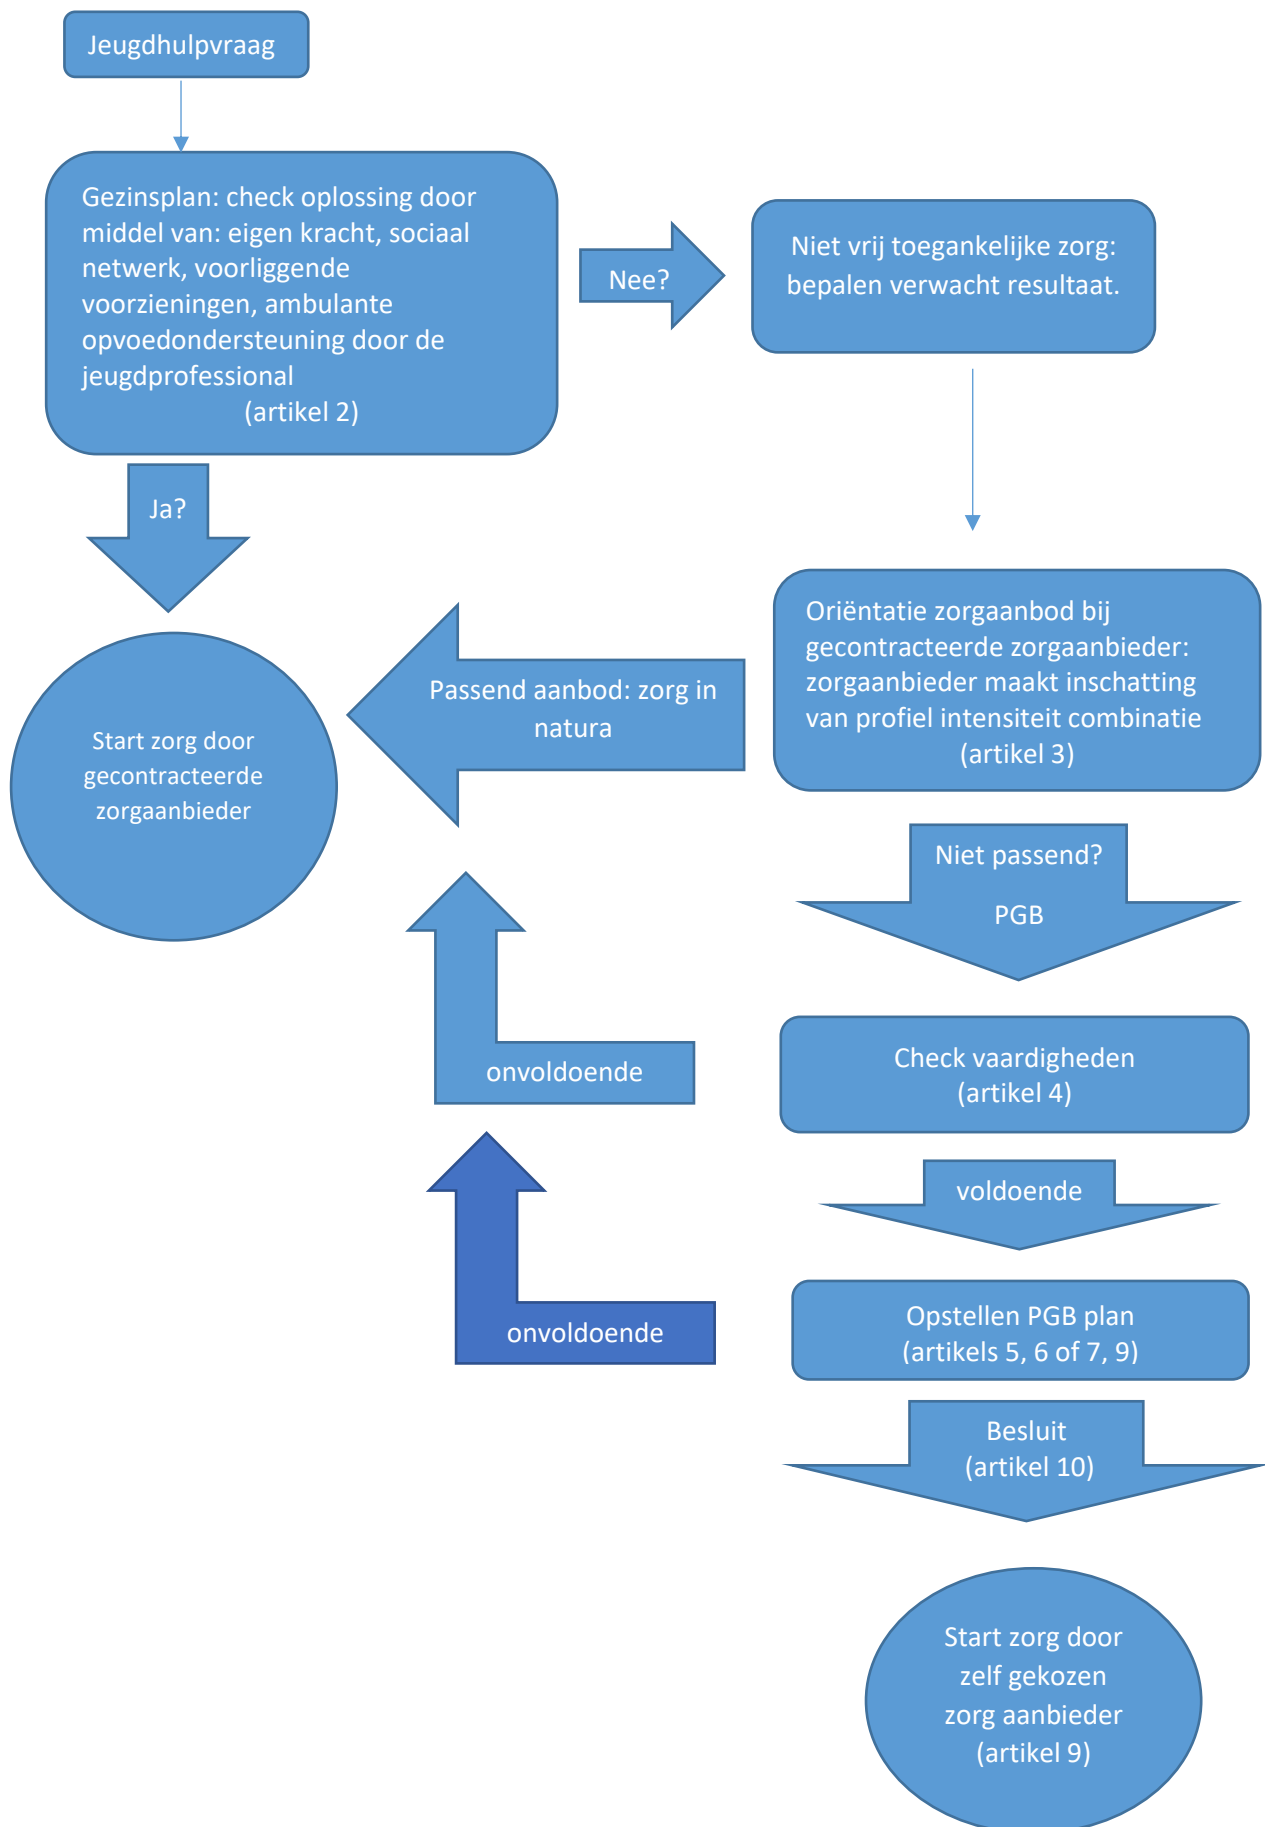 Jeugdhulpvraag
Gezinsplan: check oplossing door
middel van: eigen kracht, sociaal
netwerk, voorliggende
voorzieningen, ambulante
opvoedondersteuning door de
jeugdprofessional
(artikel 2)
Nee?
Niet vrij toegankelijke zorg:
bepalen verwacht resultaat.
Ja?
Oriëntatie zorgaanbod bij
gecontracteerde zorgaanbieder:
zorgaanbieder maakt inschatting
van profiel intensiteit combinatie
(artikel 3)
Passend aanbod: zorg in
natura
Start zorg door
gecontracteerde
zorgaanbieder
Niet passend?
PGB
Check vaardigheden
(artikel 4)
onvoldoende
voldoende
Opstellen PGB plan
(artikels 5, 6 of 7, 9)
onvoldoende
Besluit
(artikel 10)
Start zorg door
zelf gekozen
zorg aanbieder
(artikel 9)